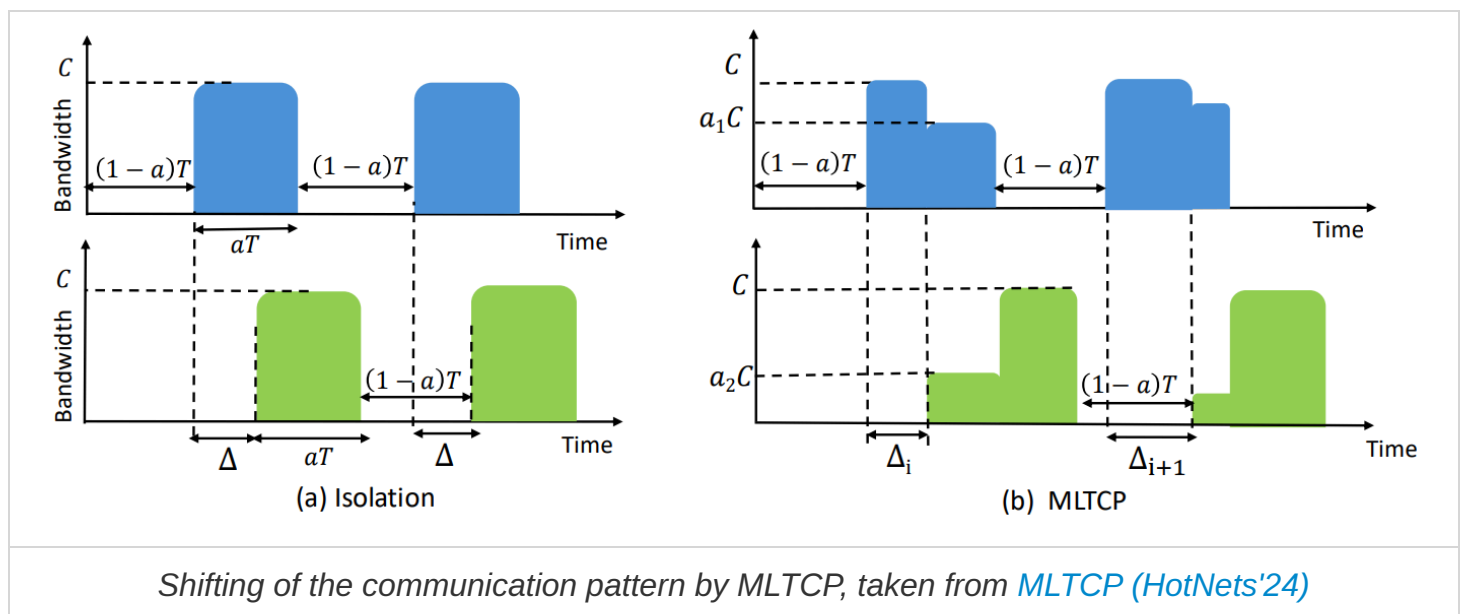 C
Bandwidth
(1 − a)T
(1 − a)T
aT
Time
C
Bandwidth
(1 − a)T
Δ
aT
Δ
Time
(a) Isolation
C
a₁C
(1 − a)T
(1 − a)T
Time
C
a₂C
(1 − a)T
Δᵢ
Δᵢ₊₁
Time
(b) MLTCP
Shifting of the communication pattern by MLTCP, taken from MLTCP (HotNets'24)